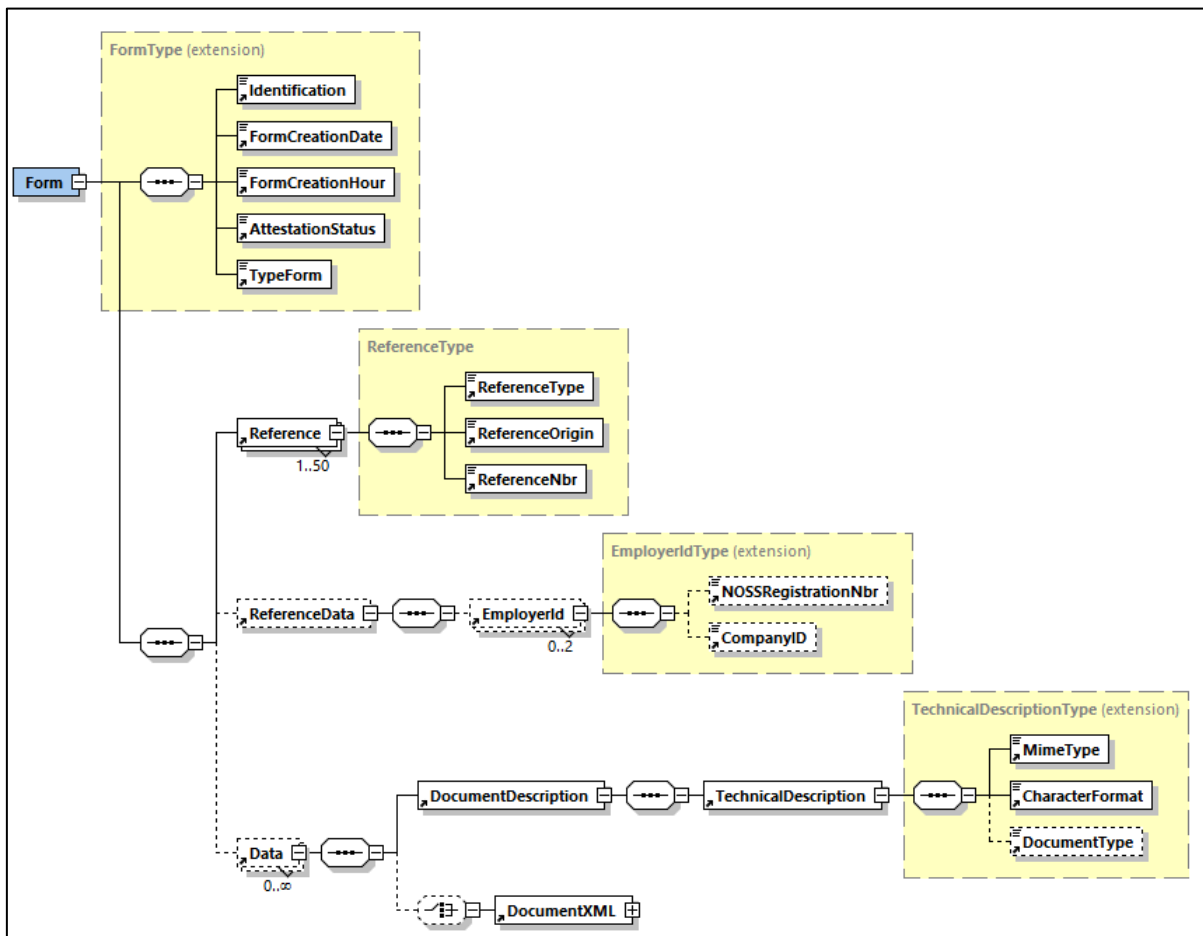 FormType (extension)
Identification
FormCreationDate
Form
FormCreationHour
AttestationStatus
TypeForm
ReferenceType
ReferenceType
Reference
ReferenceOrigin
1..50
ReferenceNbr
EmployerIdType (extension)
NOSSRegistrationNbr
ReferenceData
EmployerId
CompanyID
0..2
TechnicalDescriptionType (extension)
MimeType
DocumentDescription
TechnicalDescription
CharacterFormat
DocumentType
Data
0..∞
DocumentXML